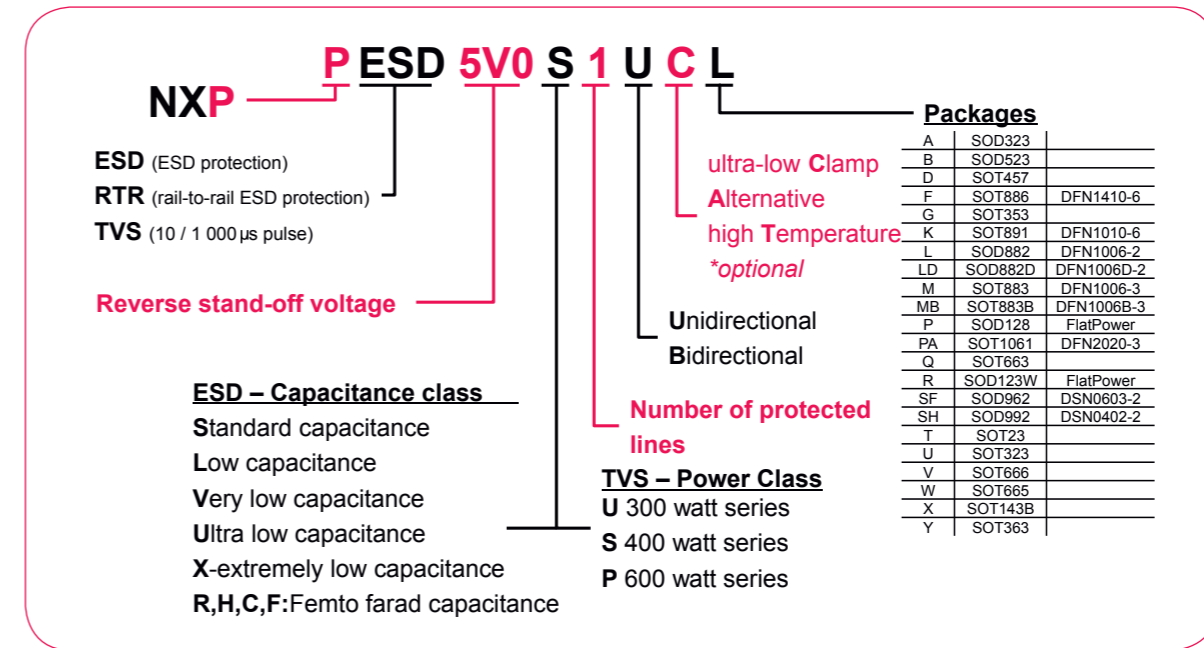 PESD 5V0 S 1 U C L
NXP
ESD (ESD protection)
RTR (rail-to-rail ESD protection)
TVS (10 / 1 000 µs pulse)
Reverse stand-off voltage
ESD – Capacitance class
Standard capacitance
Low capacitance
Very low capacitance
Ultra low capacitance
X-extremely low capacitance
R,H,C,F:Femto farad capacitance
ultra-low Clamp
Alternative
high Temperature
*optional
Unidirectional
Bidirectional
Number of protected
lines
TVS – Power Class
U 300 watt series
S 400 watt series
P 600 watt series
Packages
A SOD323
B SOD523
D SOT457
F SOT886 DFN1410-6
G SOT353
K SOT891 DFN1010-6
L SOD882 DFN1006-2
LD SOD882D DFN1006D-2
M SOT883 DFN1006-3
MB SOT883B DFN1006B-3
P SOD128 FlatPower
PA SOT1061 DFN2020-3
Q SOT663
R SOD123W FlatPower
SF SOD962 DSN0603-2
SH SOD992 DSN0402-2
T SOT23
U SOT323
V SOT666
W SOT665
X SOT143B
Y SOT363